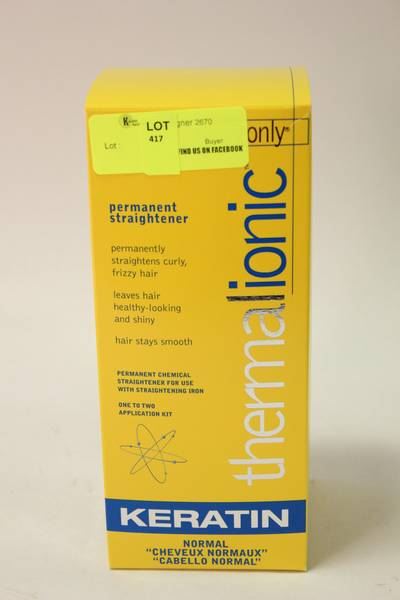 LOT
417
gner 2670
Lot :
Buyer
FIND US ON FACEBOOK
only®
permanent
straightener
permanently
straightens curly,
frizzy hair
leaves hair
healthy-looking
and shiny
hair stays smooth
PERMANENT CHEMICAL
STRAIGHTENER FOR USE
WITH STRAIGHTENING IRON
ONE TO TWO
APPLICATION KIT
thermalionic
KERATIN
NORMAL
"CHEVEUX NORMAUX"
"CABELLO NORMAL"